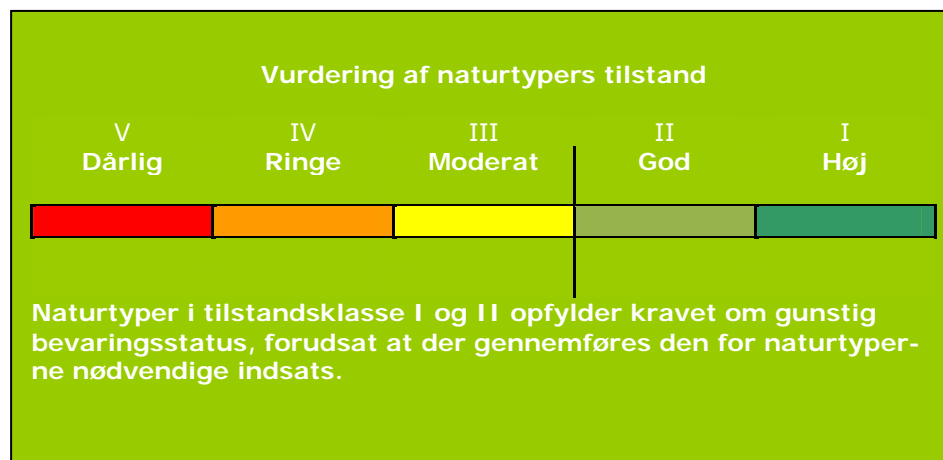 Vurdering af naturtypers tilstand
V IV III II I
Dårlig Ringe Moderat God Høj
Naturtyper i tilstandsklasse I og II opfylder kravet om gunstig
bevaringsstatus, forudsat at der gennemføres den for naturtyper-
ne nødvendige indsats.